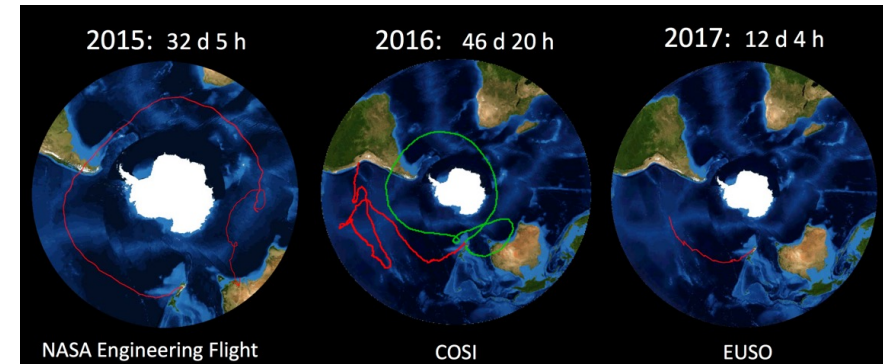 2015: 32 d 5 h
2016: 46 d 20 h
2017: 12 d 4 h
NASA Engineering Flight
COSI
EUSO